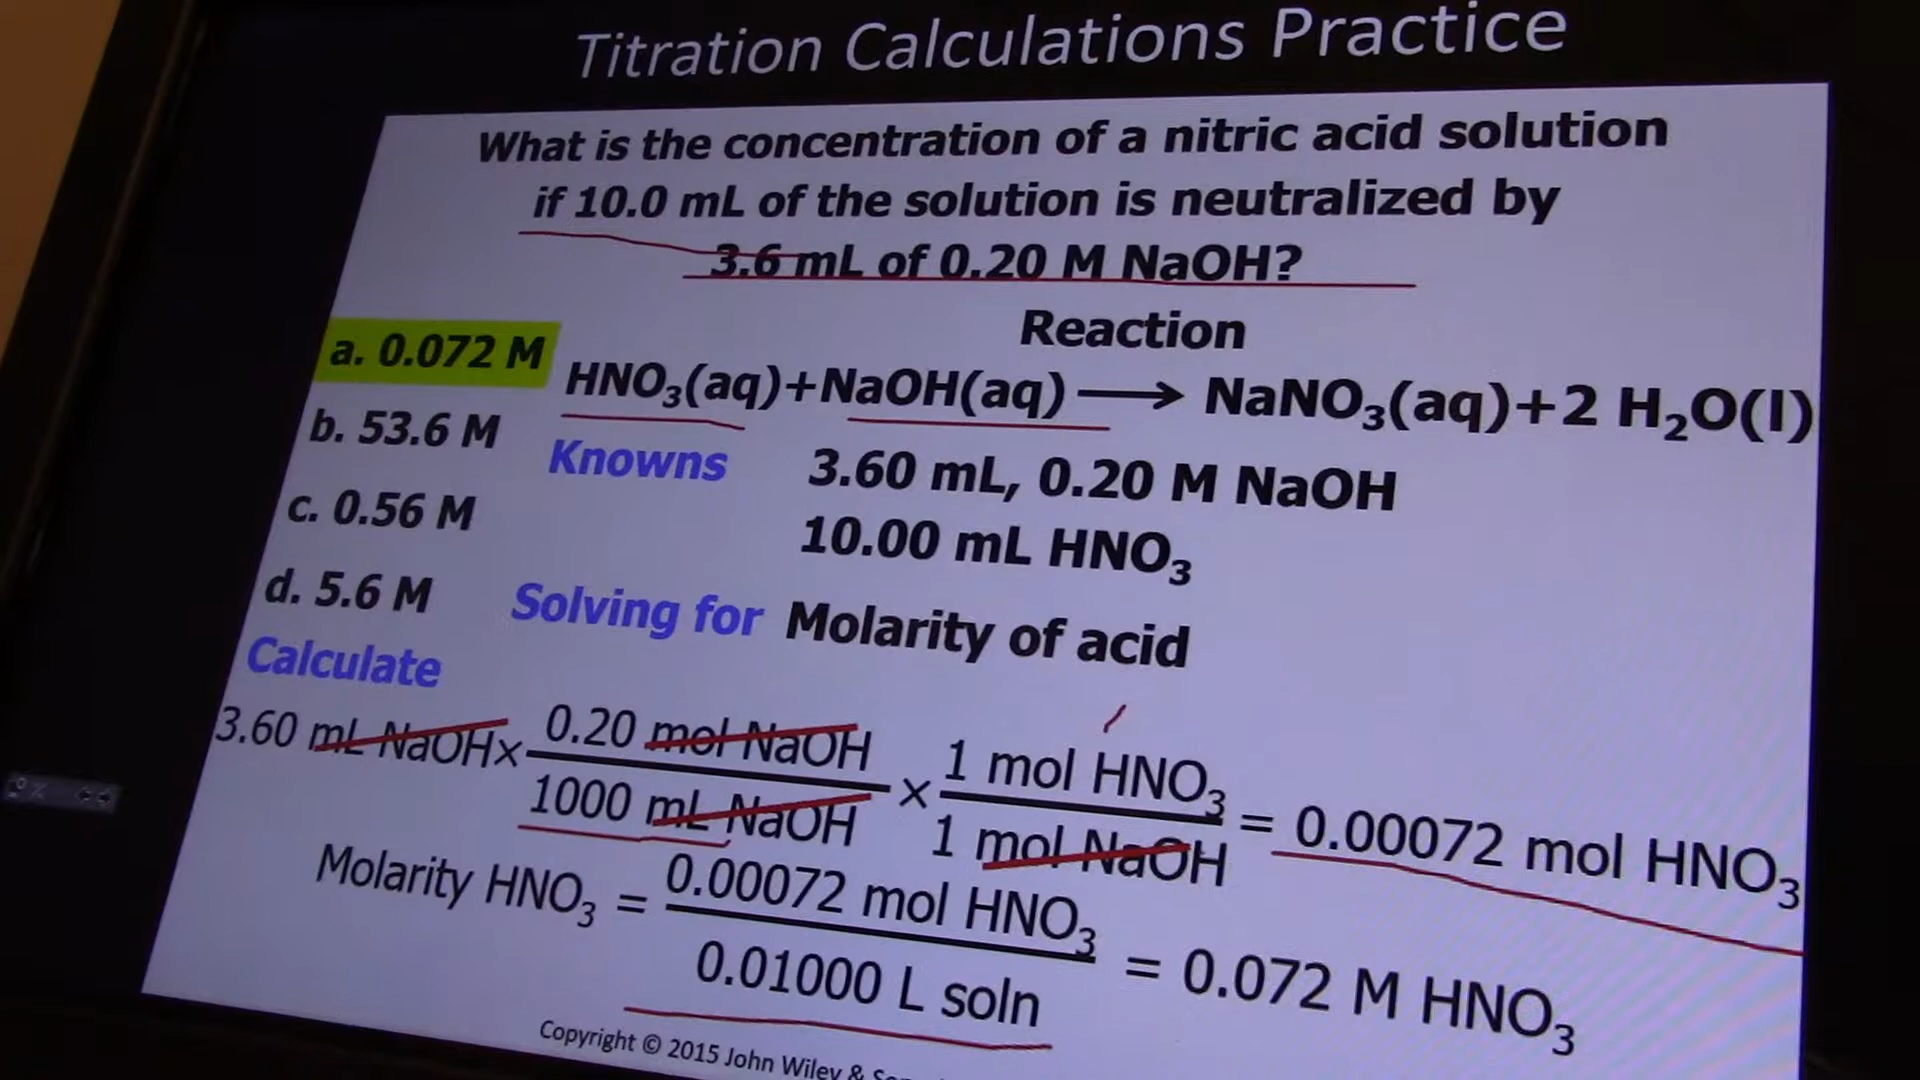 Titration Calculations Practice
What is the concentration of a nitric acid solution
if 10.0 mL of the solution is neutralized by
3.6 mL of 0.20 M NaOH?
Reaction
a. 0.072 M
HNO₃(aq)+NaOH(aq) ⟶ NaNO₃(aq)+2 H₂O(l)
b. 53.6 M
Knowns
3.60 mL, 0.20 M NaOH
c. 0.56 M
10.00 mL HNO₃
d. 5.6 M
Solving for Molarity of acid
Calculate
3.60 mL NaOH× 0.20 mol NaOH / 1000 mL NaOH × 1 mol HNO₃ / 1 mol NaOH = 0.00072 mol HNO₃
Molarity HNO₃ = 0.00072 mol HNO₃ / 0.01000 L soln = 0.072 M HNO₃
Copyright © 2015 John Wiley &